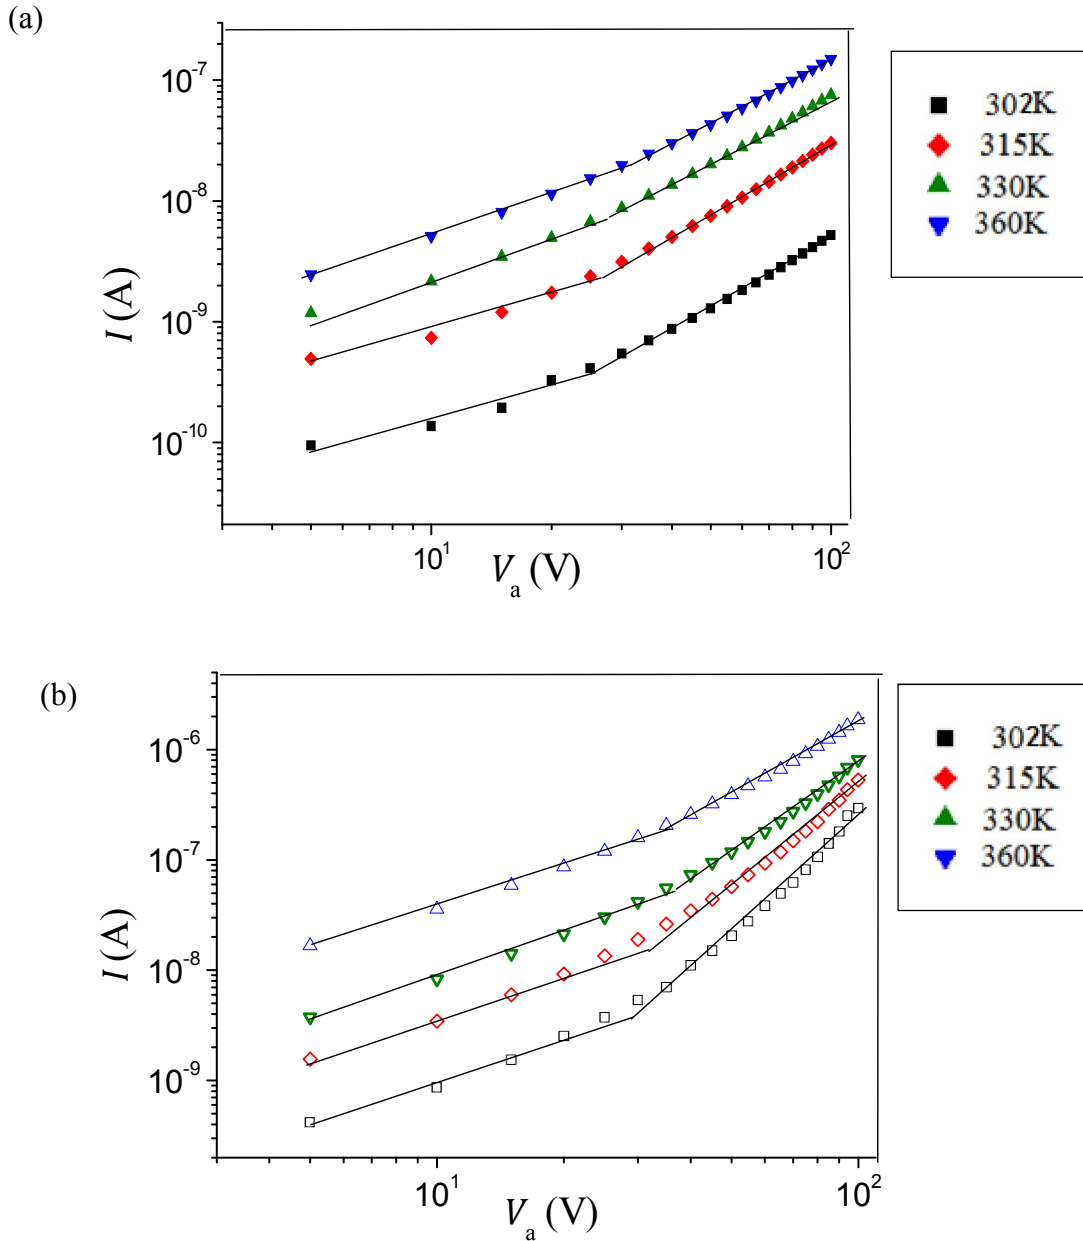 (a)
10⁻⁷
10⁻⁸
10⁻⁹
10⁻¹⁰
I (A)
10¹
10²
Vₐ (V)
302K
315K
330K
360K
(b)
10⁻⁶
10⁻⁷
10⁻⁸
10⁻⁹
I (A)
10¹
10²
Vₐ (V)
302K
315K
330K
360K